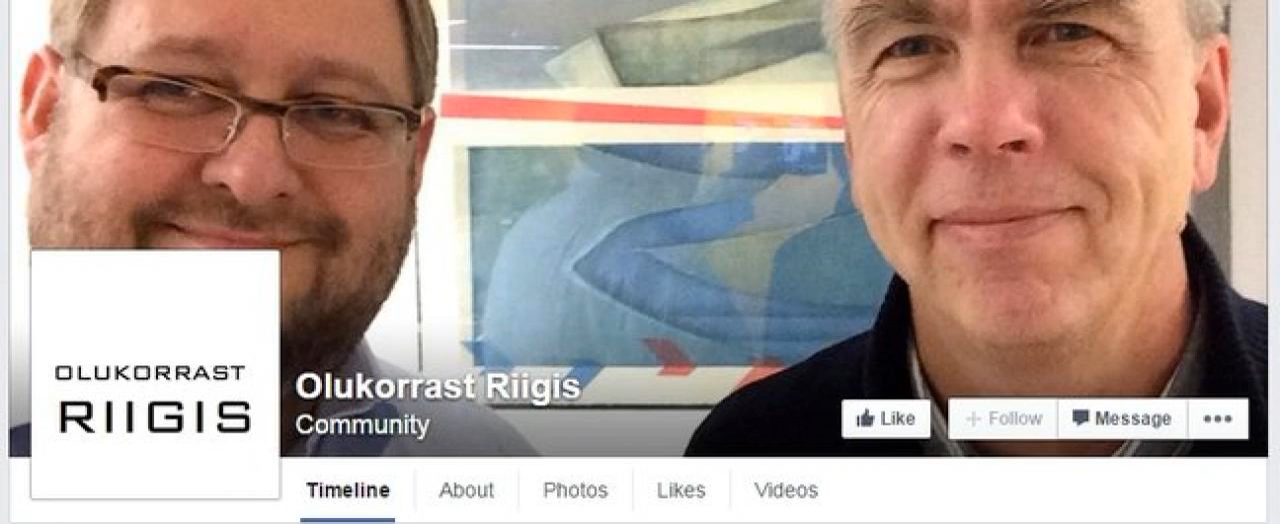 OLUKORRAST
RIIGIS
Olukorrast Riigis
Community
Like
Follow
Message
Timeline
About
Photos
Likes
Videos